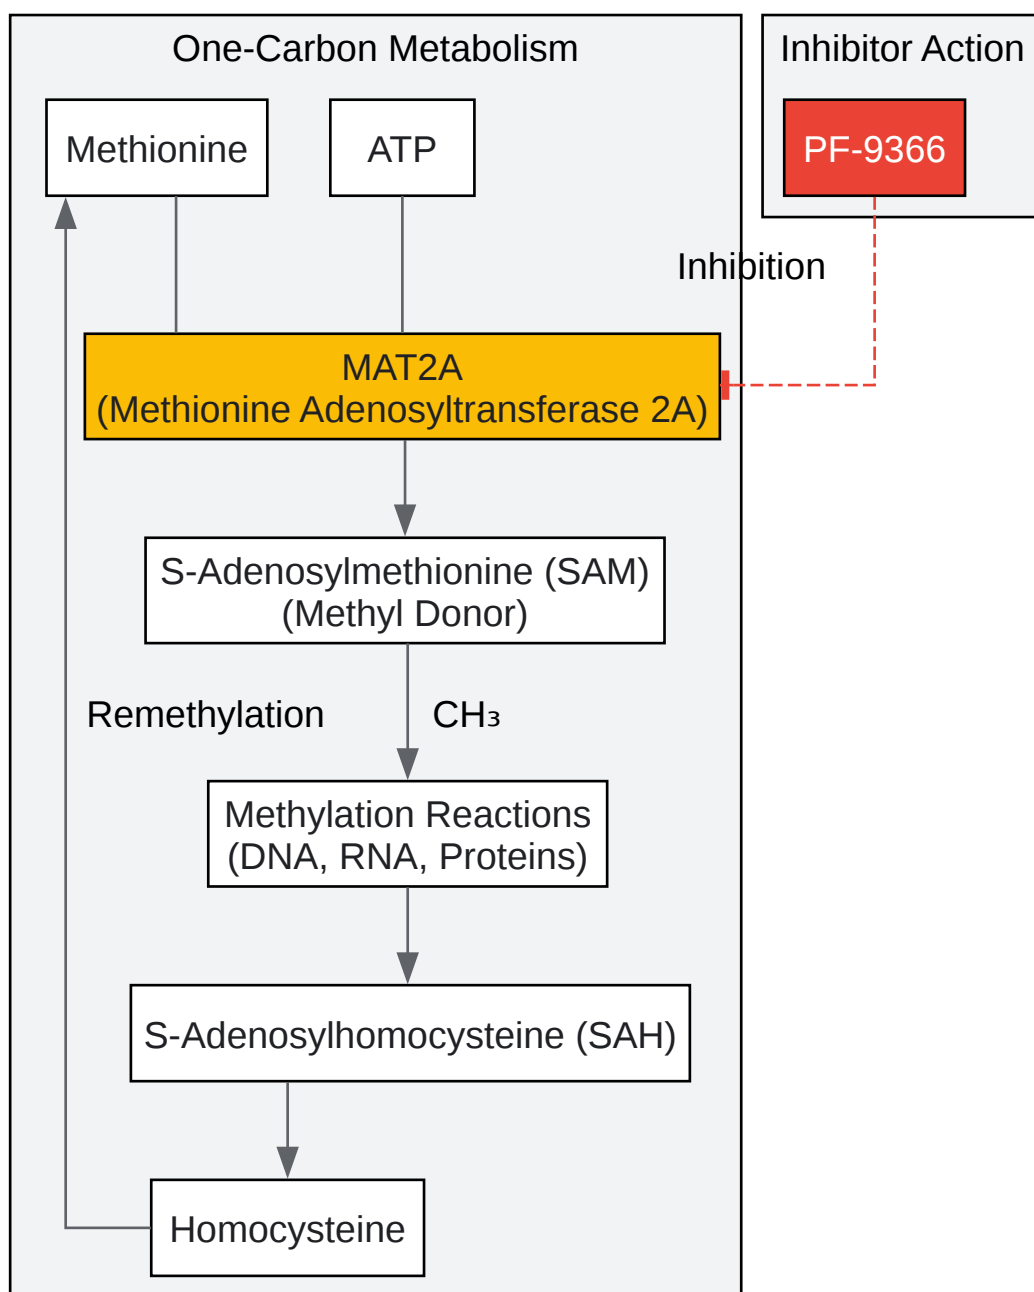 One-Carbon Metabolism
Inhibitor Action
Methionine
ATP
PF-9366
Inhibition
MAT2A
(Methionine Adenosyltransferase 2A)
S-Adenosylmethionine (SAM)
(Methyl Donor)
Remethylation
CH₃
Methylation Reactions
(DNA, RNA, Proteins)
S-Adenosylhomocysteine (SAH)
Homocysteine